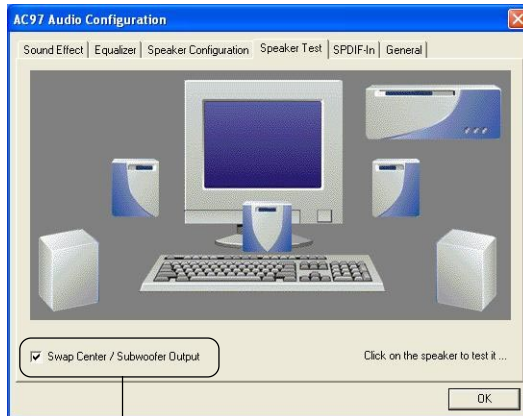 AC97 Audio Configuration
Sound Effect Equalizer Speaker Configuration Speaker Test SPDIF-In General
Swap Center / Subwoofer Output Click on the speaker to test it ...
OK